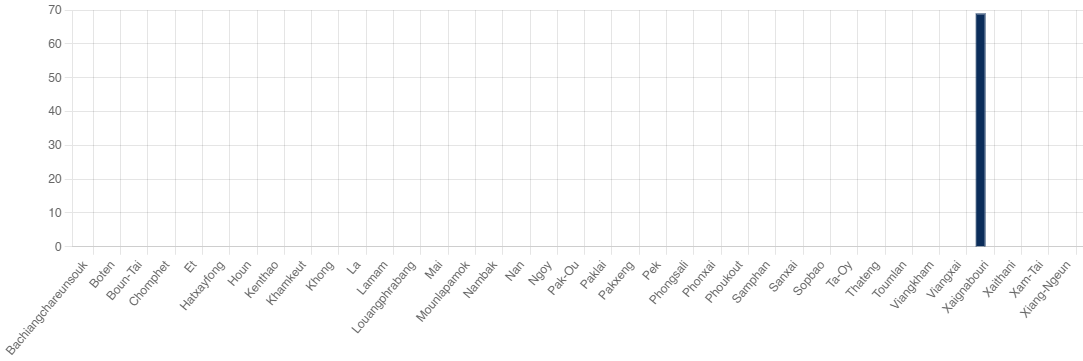 70
60
50
40
30
20
10
0
Bachiangchareunsouk
Boten
Boun-Tai
Chomphet
Et
Hatxayfong
Houn
Kenthao
Khamkeut
Khong
La
Lamam
Louangphrabang
Mai
Mounlapamok
Nambak
Nan
Ngoy
Pak-Ou
Paklai
Pakxeng
Pek
Phongsali
Phonxai
Phoukout
Samphan
Sanxai
Sopbao
Ta-Oy
Thateng
Toumlan
Viangkham
Viangxai
Xaignabouri
Xaithani
Xam-Tai
Xiang-Ngeun